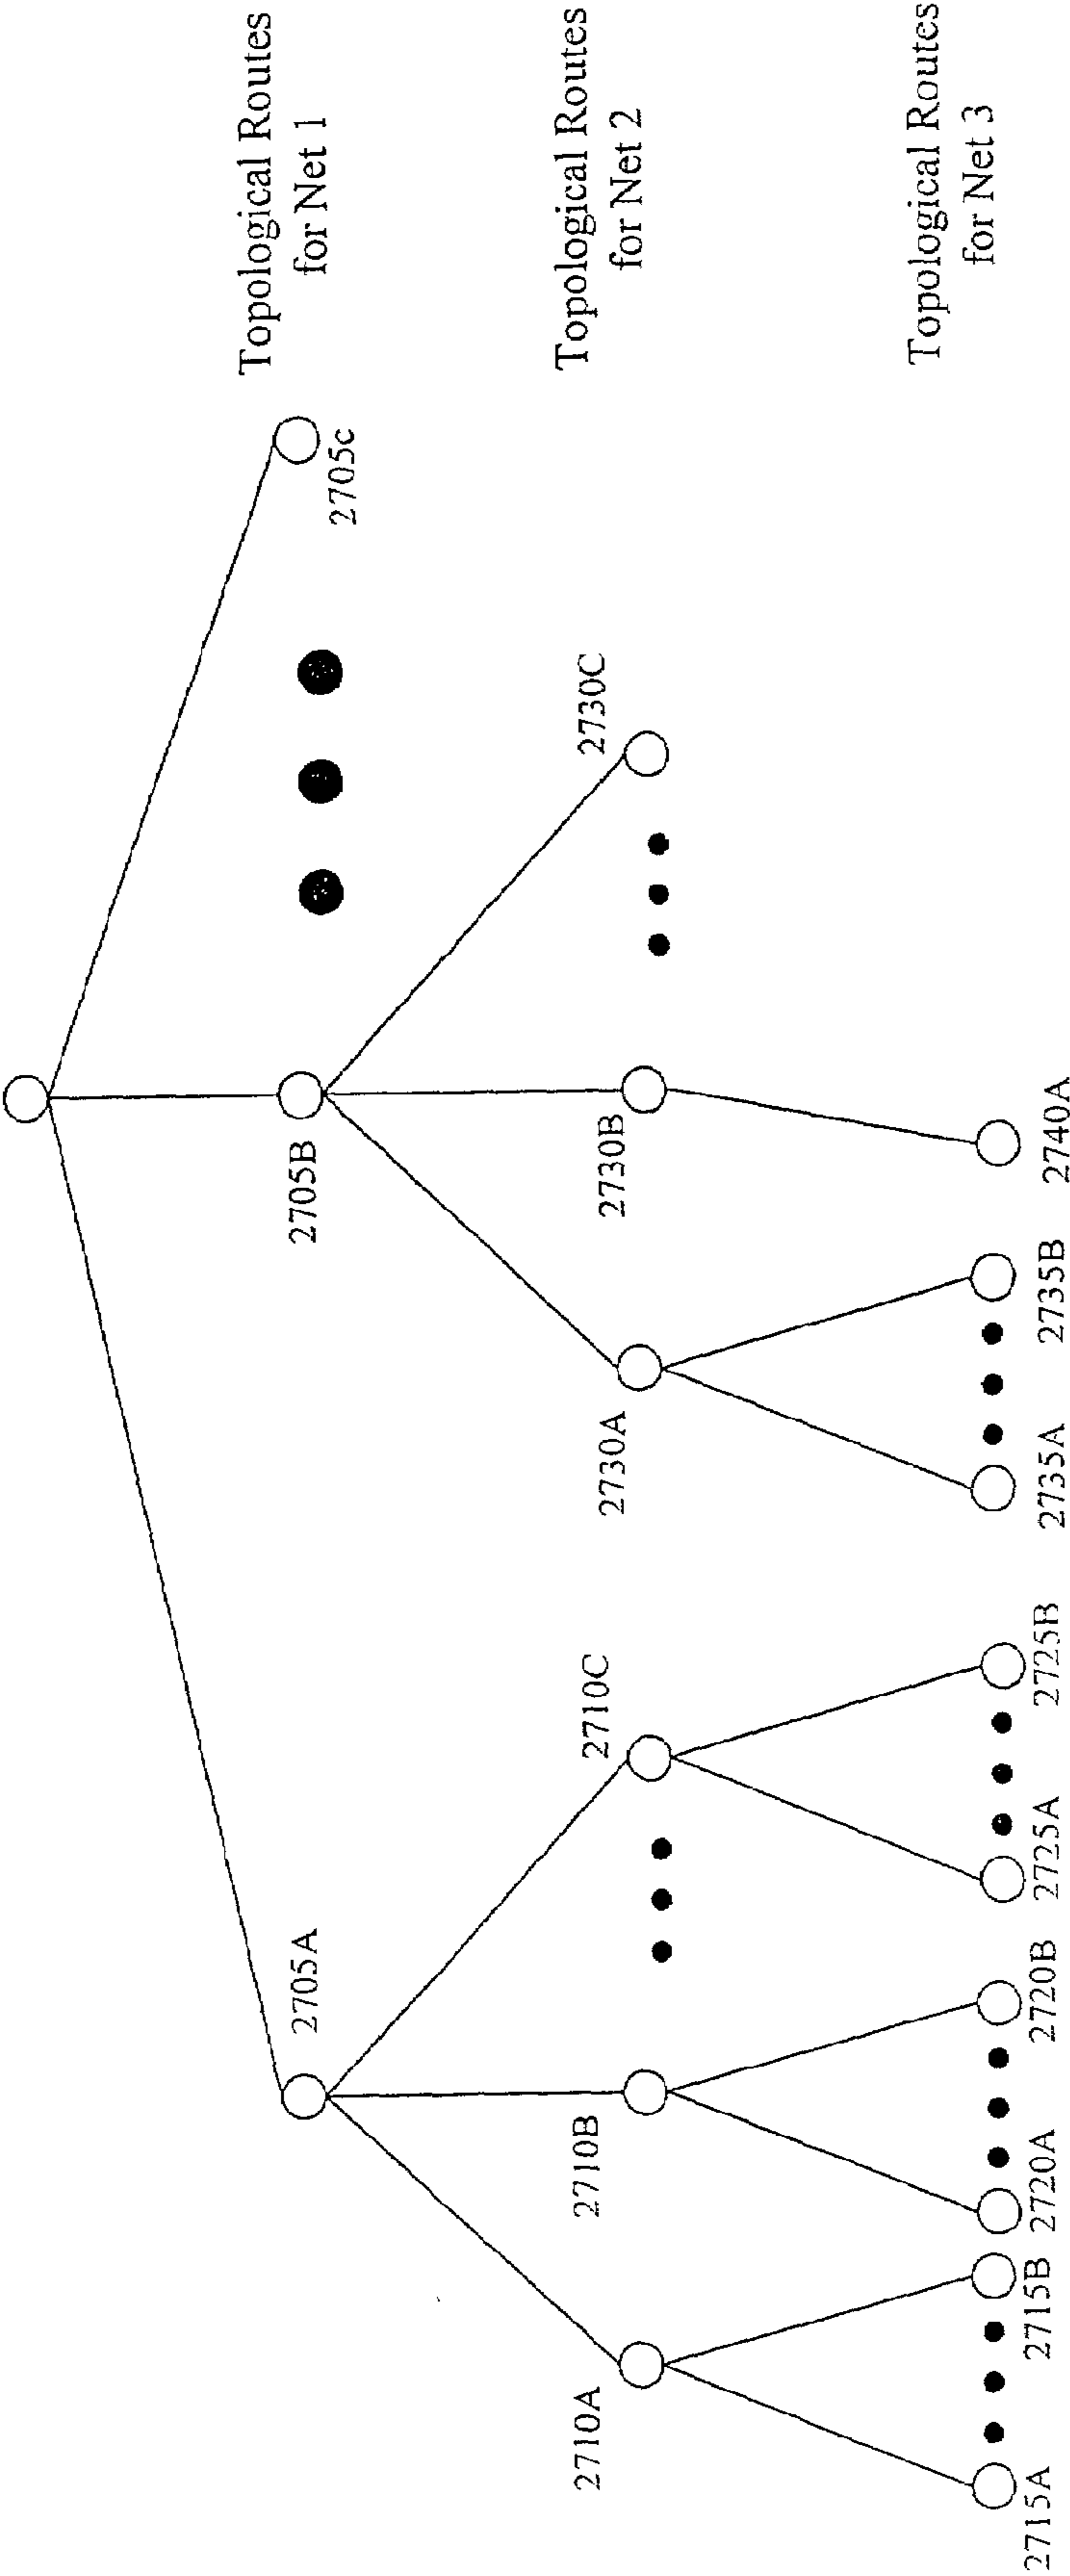 Topological Routes
for Net 1
2705A
2705B
2705c
Topological Routes
for Net 2
2710A
2710B
2710C
2730A
2730B
2730C
Topological Routes
for Net 3
2715A
2715B
2720A
2720B
2725A
2725B
2735A
2735B
2740A